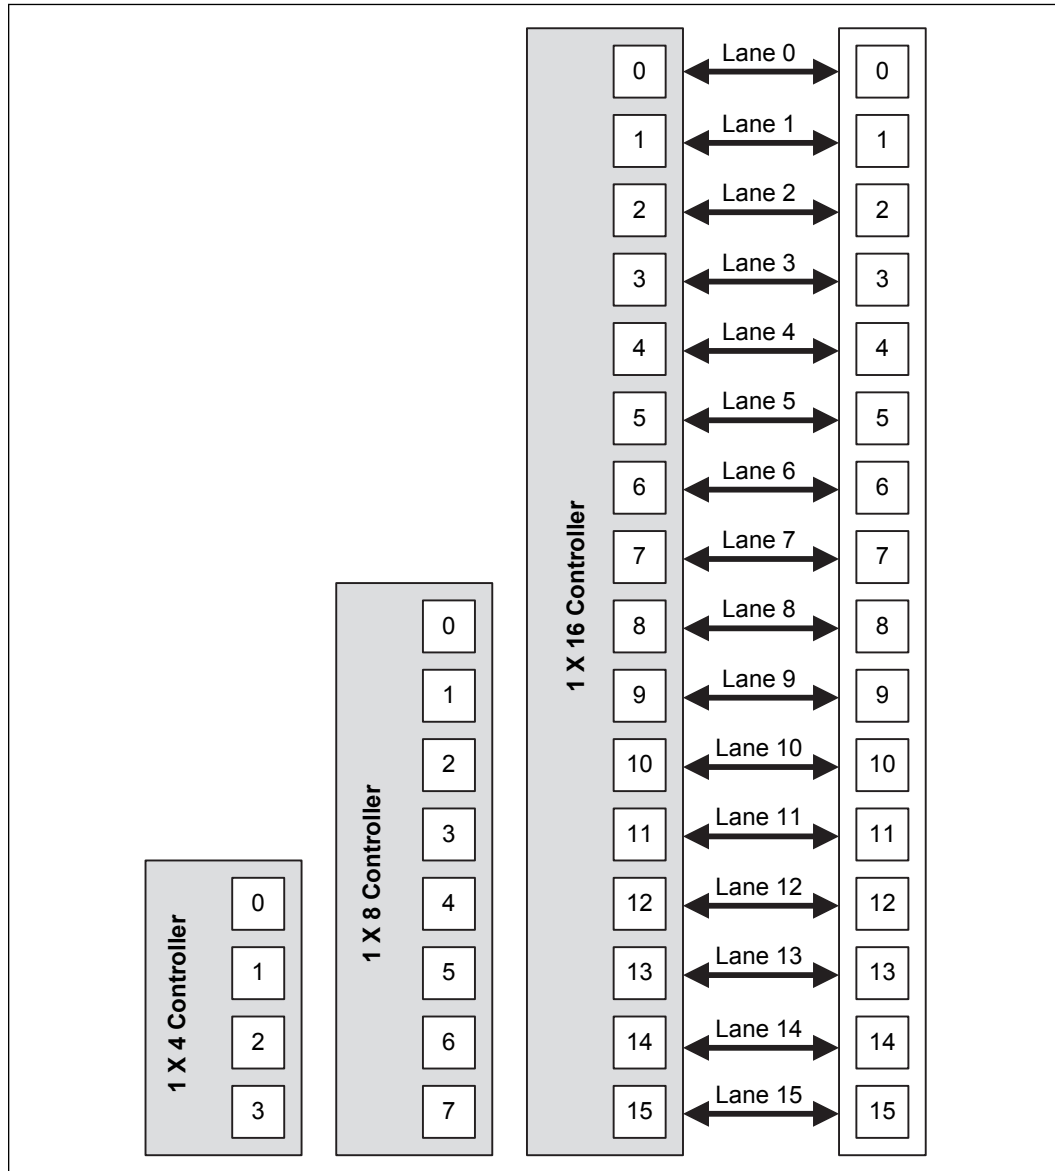 0 Lane 0 0
1 Lane 1 1
2 Lane 2 2
3 Lane 3 3
4 Lane 4 4
5 Lane 5 5
6 Lane 6 6
7 Lane 7 7
1 X 16 Controller
0 8 Lane 8 8
1 9 Lane 9 9
2 10 Lane 10 10
3 11 Lane 11 11
1 X 8 Controller
0 4 12 Lane 12 12
1 5 13 Lane 13 13
1 X 4 Controller
2 6 14 Lane 14 14
3 7 15 Lane 15 15